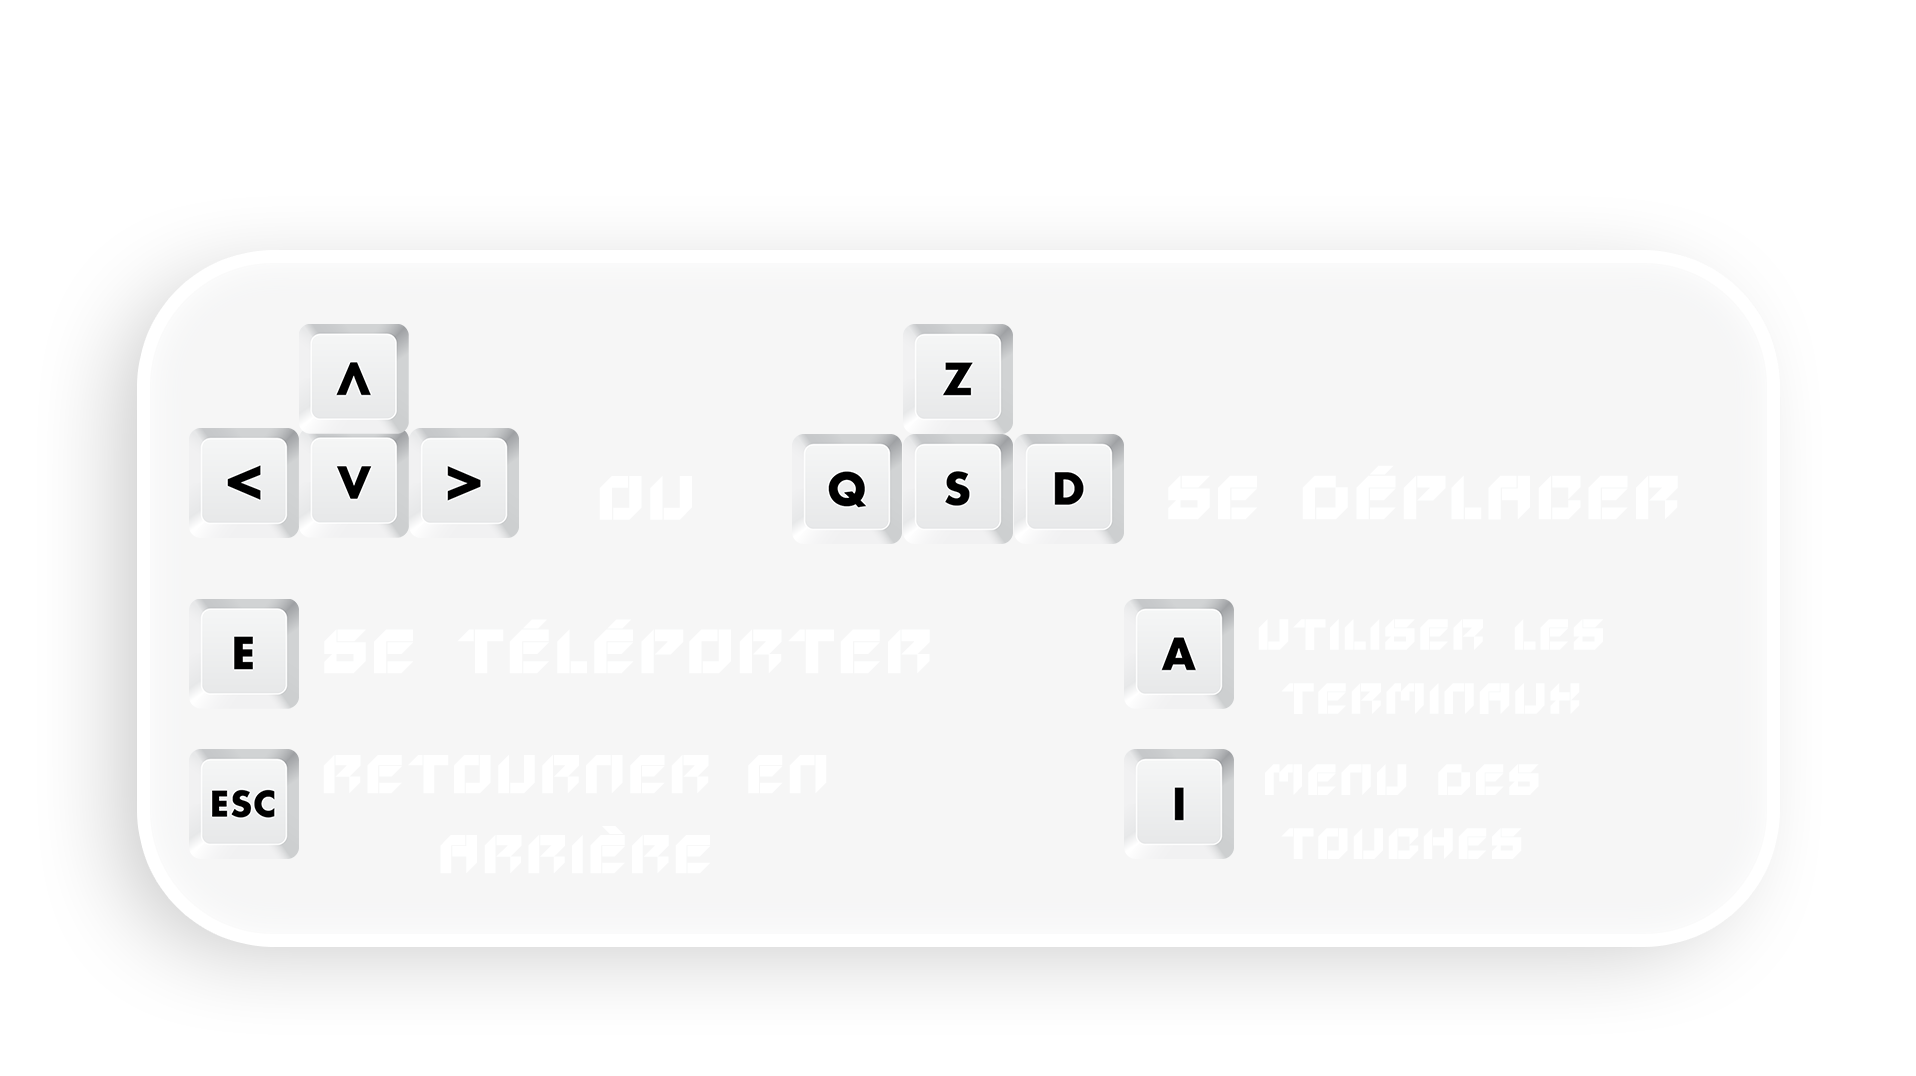 Λ
< V >
OU
Z
Q S D
SE DÉPLACER
E
SE TÉLÉPORTER
A
UTILISER LES
TERMINAUX
ESC
RETOURNER EN
ARRIÈRE
I
MENU DES
TOUCHES